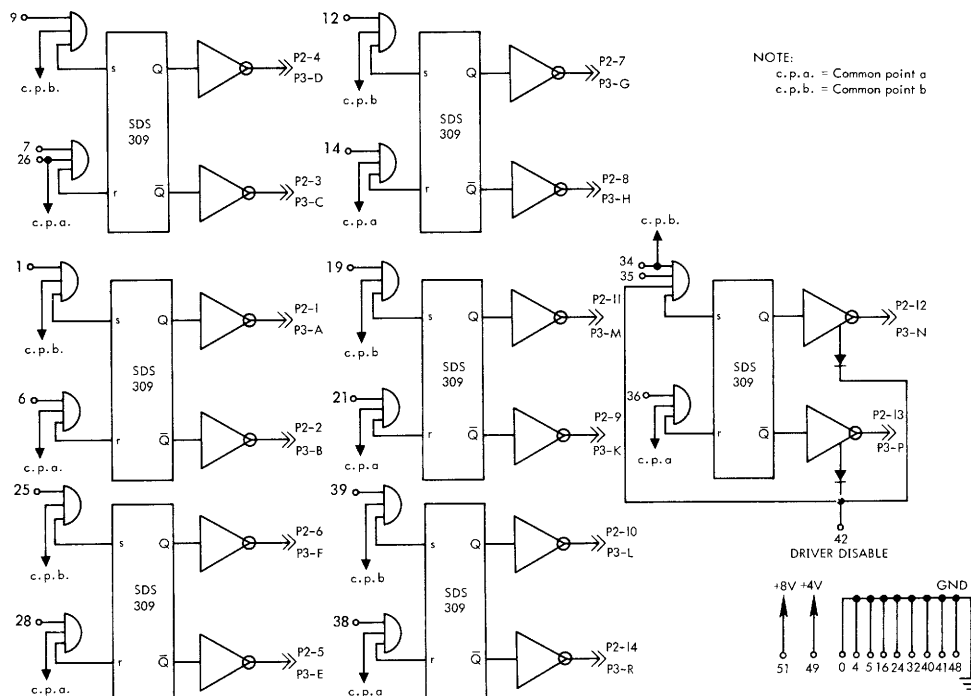 9
c.p.b.
s
Q
P2-4
P3-D
SDS
309
7
26
c.p.a.
r
Q̅
P2-3
P3-C
12
c.p.b
s
Q
P2-7
P3-G
SDS
309
14
c.p.a
r
Q̅
P2-8
P3-H
NOTE:
c.p.a. = Common point a
c.p.b. = Common point b
1
c.p.b.
s
Q
P2-1
P3-A
SDS
309
6
c.p.a.
r
Q̅
P2-2
P3-B
19
c.p.b
s
Q
P2-11
P3-M
SDS
309
21
c.p.a
r
Q̅
P2-9
P3-K
c.p.b.
34
35
s
Q
P2-12
P3-N
SDS
309
36
c.p.a
r
Q̅
P2-13
P3-P
42
DRIVER DISABLE
25
c.p.b.
s
Q
P2-6
P3-F
SDS
309
28
c.p.a.
r
Q̅
P2-5
P3-E
39
c.p.b
s
Q
P2-10
P3-L
SDS
309
38
c.p.a
r
Q̅
P2-14
P3-R
+8V +4V
GND
51 49 0 4 5 16 24 32 40 41 48